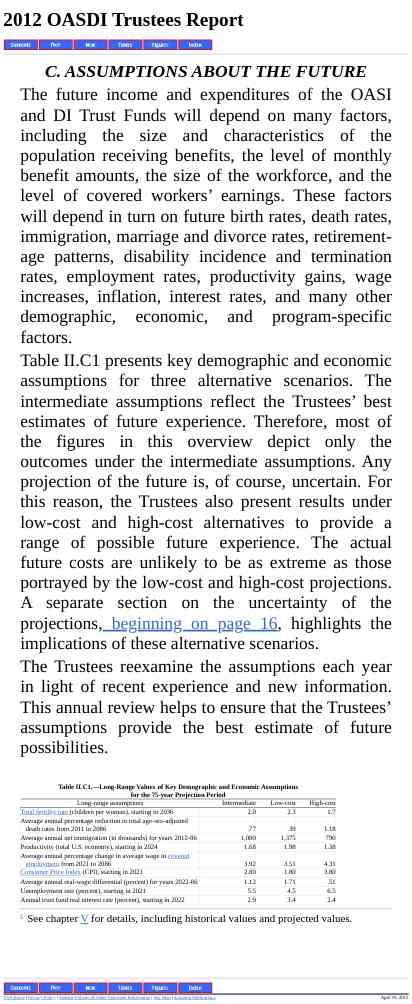 2012 OASDI Trustees Report
Contents Prev Next Tables Figures Index
C. ASSUMPTIONS ABOUT THE FUTURE
The future income and expenditures of the OASI
and DI Trust Funds will depend on many factors,
including the size and characteristics of the
population receiving benefits, the level of monthly
benefit amounts, the size of the workforce, and the
level of covered workers’ earnings. These factors
will depend in turn on future birth rates, death rates,
immigration, marriage and divorce rates, retirement-
age patterns, disability incidence and termination
rates, employment rates, productivity gains, wage
increases, inflation, interest rates, and many other
demographic, economic, and program-specific
factors.
Table II.C1 presents key demographic and economic
assumptions for three alternative scenarios. The
intermediate assumptions reflect the Trustees’ best
estimates of future experience. Therefore, most of
the figures in this overview depict only the
outcomes under the intermediate assumptions. Any
projection of the future is, of course, uncertain. For
this reason, the Trustees also present results under
low-cost and high-cost alternatives to provide a
range of possible future experience. The actual
future costs are unlikely to be as extreme as those
portrayed by the low-cost and high-cost projections.
A separate section on the uncertainty of the
projections, beginning on page 16, highlights the
implications of these alternative scenarios.
The Trustees reexamine the assumptions each year
in light of recent experience and new information.
This annual review helps to ensure that the Trustees’
assumptions provide the best estimate of future
possibilities.
Table II.C1.—Long-Range Values of Key Demographic and Economic Assumptions
for the 75-year Projection Period
Long-range assumptions Intermediate Low-cost High-cost
Total fertility rate (children per woman), starting in 2036 2.0 2.3 1.7
Average annual percentage reduction in total age-sex-adjusted
death rates from 2011 to 2086 .77 .39 1.18
Average annual net immigration (in thousands) for years 2012-86 1,080 1,375 790
Productivity (total U.S. economy), starting in 2024 1.68 1.98 1.38
Average annual percentage change in average wage in covered
employment from 2021 to 2086 3.92 3.51 4.31
Consumer Price Index (CPI), starting in 2021 2.80 1.80 3.80
Average annual real-wage differential (percent) for years 2022-86 1.12 1.71 .51
Unemployment rate (percent), starting in 2021 5.5 4.5 6.5
Annual trust fund real interest rate (percent), starting in 2022 2.9 3.4 2.4
See chapter V for details, including historical values and projected values.
Contents Prev Next Tables Figures Index